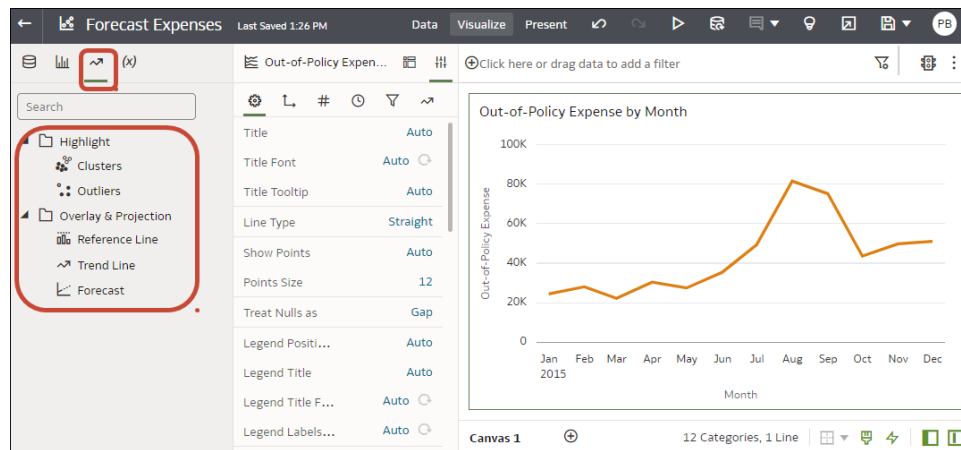 Forecast Expenses Last Saved 1:26 PM Data Visualize Present PB
(x) Out-of-Policy Expen... Click here or drag data to add a filter
Search
Highlight
Clusters
Outliers
Overlay & Projection
Reference Line
Trend Line
Forecast
#
Title Auto
Title Font Auto
Title Tooltip Auto
Line Type Straight
Show Points Auto
Points Size 12
Treat Nulls as Gap
Legend Positi... Auto
Legend Title Auto
Legend Title F... Auto
Legend Labels... Auto
Out-of-Policy Expense by Month
Out-of-Policy Expense
100K
80K
60K
40K
20K
0
Jan Feb Mar Apr May Jun Jul Aug Sep Oct Nov Dec
2015
Month
Canvas 1 12 Categories, 1 Line